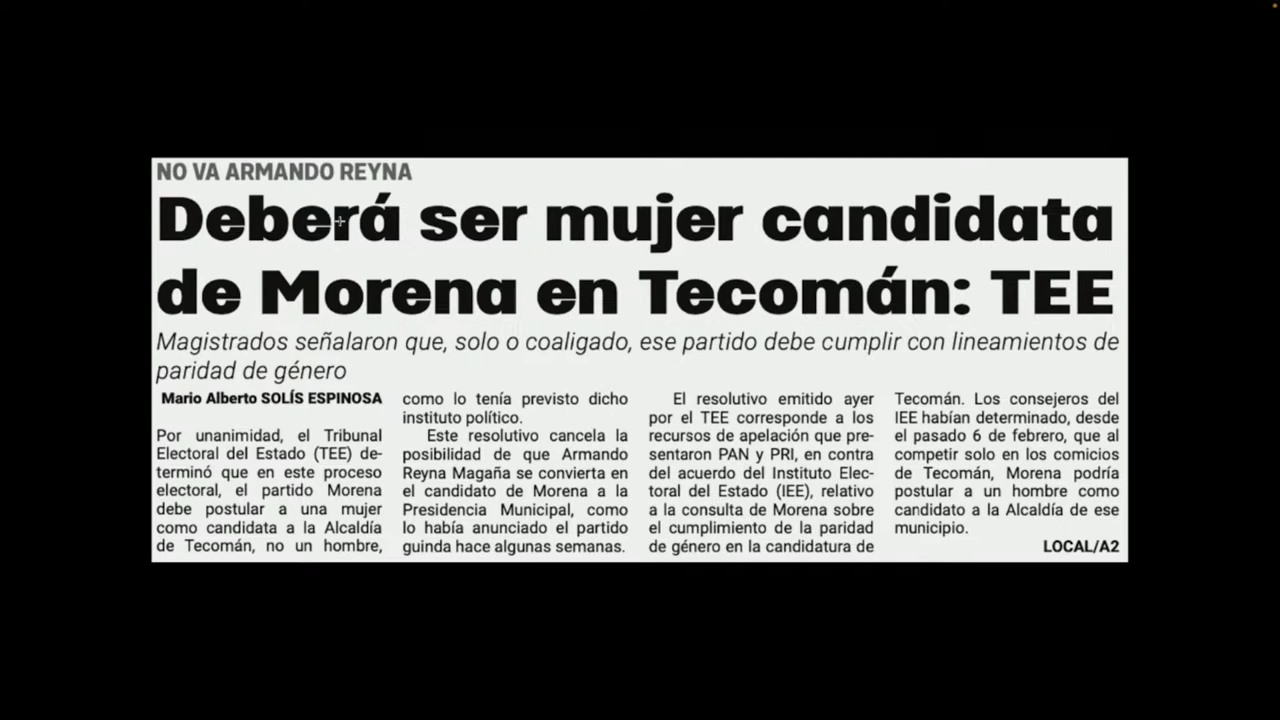 NO VA ARMANDO REYNA
Deberá ser mujer candidata
de Morena en Tecomán: TEE
Magistrados señalaron que, solo o coaligado, ese partido debe cumplir con lineamientos de
paridad de género
Mario Alberto SOLÍS ESPINOSA
Por unanimidad, el Tribunal
Electoral del Estado (TEE) de-
terminó que en este proceso
electoral, el partido Morena
debe postular a una mujer
como candidata a la Alcaldía
de Tecomán, no un hombre,
como lo tenía previsto dicho
instituto político.
Este resolutivo cancela la
posibilidad de que Armando
Reyna Magaña se convierta en
el candidato de Morena a la
Presidencia Municipal, como
lo había anunciado el partido
guinda hace algunas semanas.
El resolutivo emitido ayer
por el TEE corresponde a los
recursos de apelación que pre-
sentaron PAN y PRI, en contra
del acuerdo del Instituto Elec-
toral del Estado (IEE), relativo
a la consulta de Morena sobre
el cumplimiento de la paridad
de género en la candidatura de
Tecomán. Los consejeros del
IEE habían determinado, desde
el pasado 6 de febrero, que al
competir solo en los comicios
de Tecomán, Morena podría
postular a un hombre como
candidato a la Alcaldía de ese
municipio.
LOCAL/A2